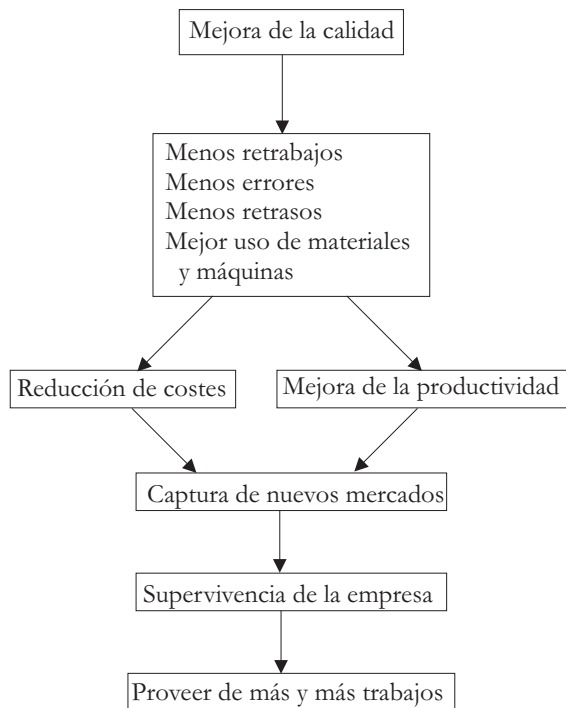 Mejora de la calidad
Menos retrabajos
Menos errores
Menos retrasos
Mejor uso de materiales
y máquinas
Reducción de costes
Mejora de la productividad
Captura de nuevos mercados
Supervivencia de la empresa
Proveer de más y más trabajos